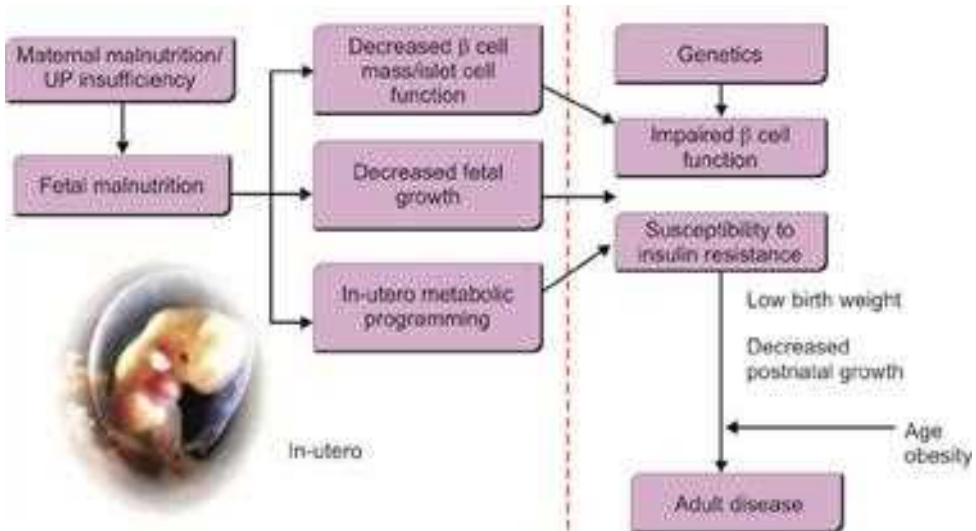 Maternal malnutrition/
UP insufficiency
Fetal malnutrition
Decreased β cell
mass/islet cell
function
Decreased fetal
growth
In-utero metabolic
programming
In-utero
Genetics
Impaired β cell
function
Susceptibility to
insulin resistance
Low birth weight
Decreased
postnatal growth
Age
obesity
Adult disease